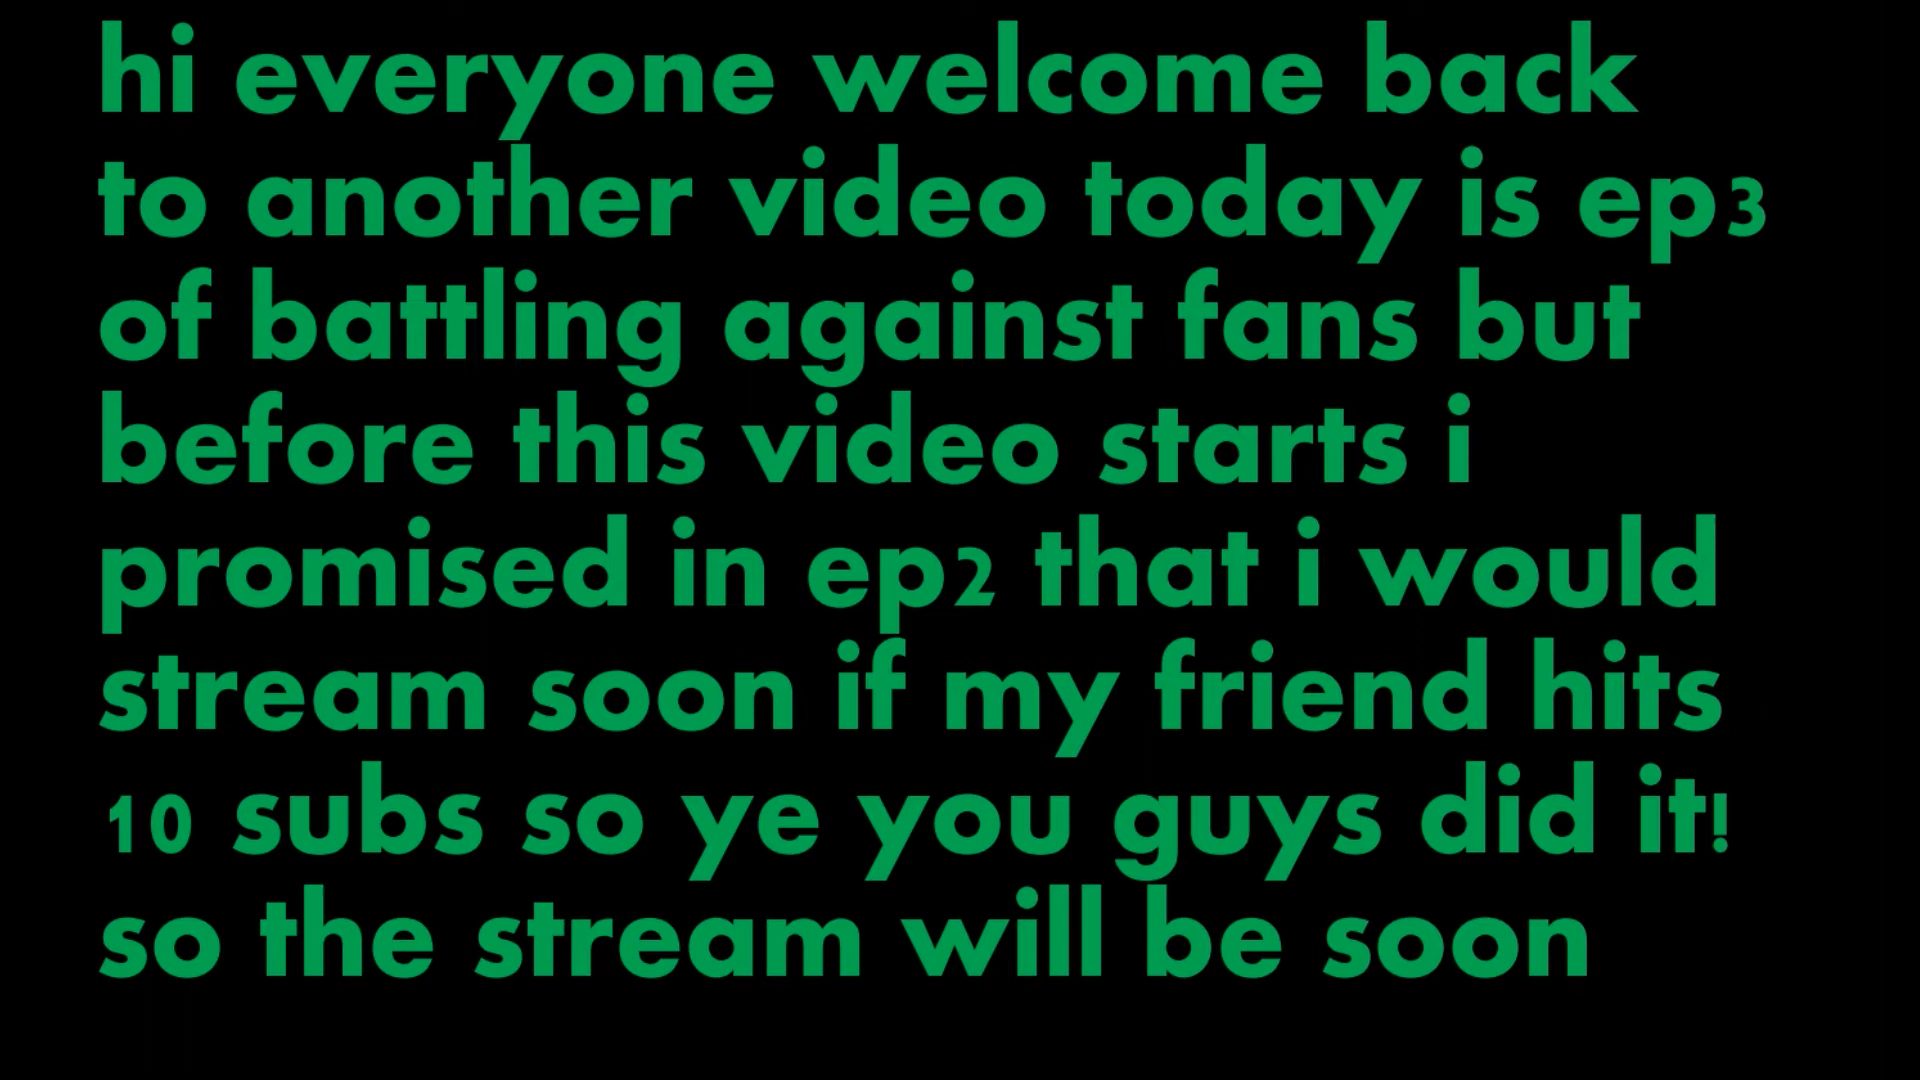 hi everyone welcome back
to another video today is ep3
of battling against fans but
before this video starts i
promised in ep2 that i would
stream soon if my friend hits
10 subs so ye you guys did it!
so the stream will be soon